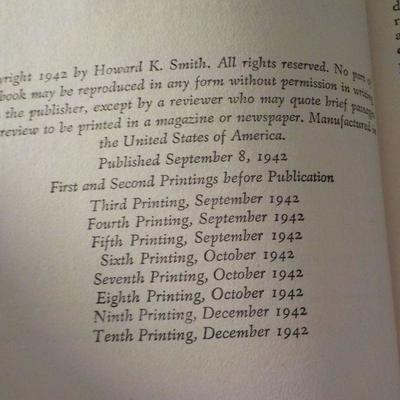 yright 1942 by Howard K. Smith. All rights reserved. No part o
book may be reproduced in any form without permission in writing
the publisher, except by a reviewer who may quote brief passages
review to be printed in a magazine or newspaper. Manufactured in
the United States of America.
Published September 8, 1942
First and Second Printings before Publication
Third Printing, September 1942
Fourth Printing, September 1942
Fifth Printing, September 1942
Sixth Printing, October 1942
Seventh Printing, October 1942
Eighth Printing, October 1942
Ninth Printing, December 1942
Tenth Printing, December 1942